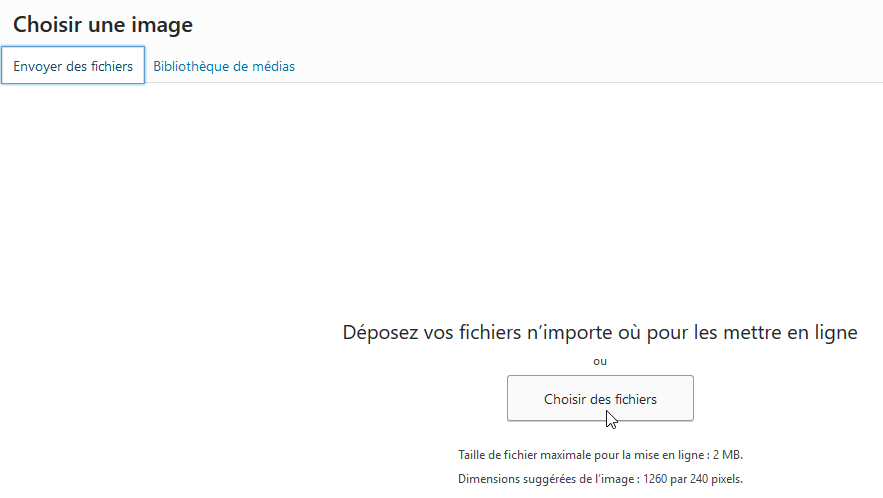 Choisir une image
Envoyer des fichiers Bibliothèque de médias
Déposez vos fichiers n’importe où pour les mettre en ligne
ou
Choisir des fichiers
Taille de fichier maximale pour la mise en ligne : 2 MB.
Dimensions suggérées de l’image : 1260 par 240 pixels.